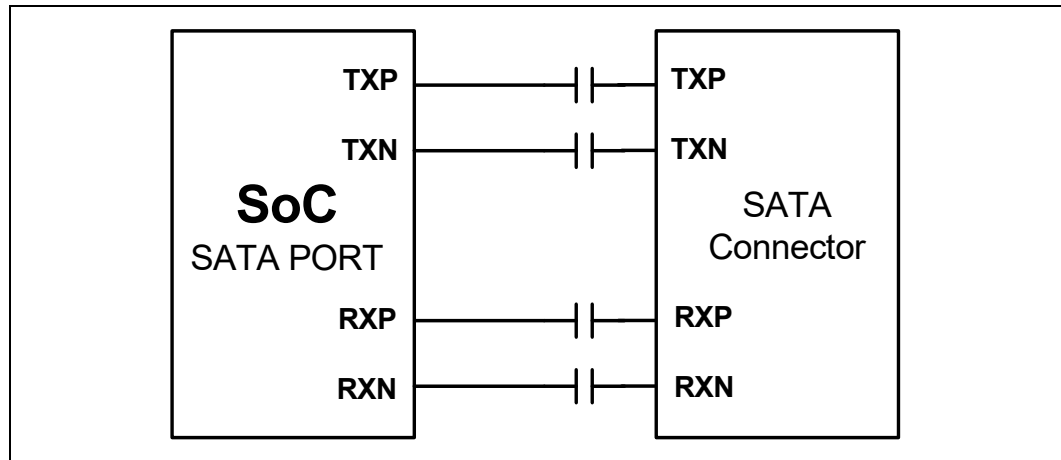 TXP
TXN
SoC
SATA PORT
RXP
RXN
TXP
TXN
SATA
Connector
RXP
RXN